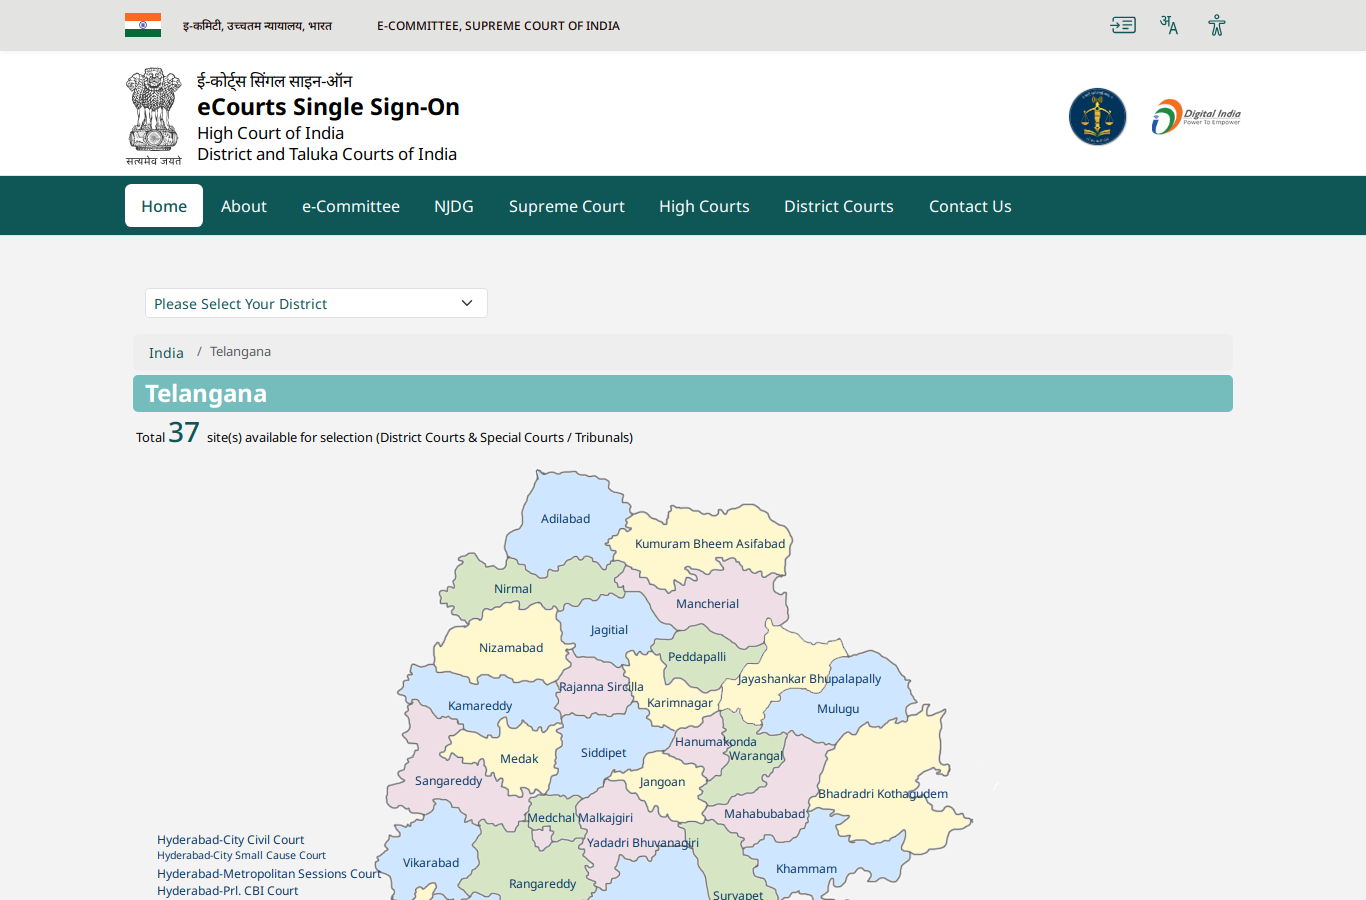 इ-कमिटी, उच्चतम न्यायालय, भारत
E-COMMITTEE, SUPREME COURT OF INDIA
अ A
सत्यमेव जयते
ई-कोर्ट्स सिंगल साइन-ऑन
eCourts Single Sign-On
High Court of India
District and Taluka Courts of India
Digital India
Power To Empower
Home
About
e-Committee
NJDG
Supreme Court
High Courts
District Courts
Contact Us
Please Select Your District
India / Telangana
Telangana
Total 37 site(s) available for selection (District Courts & Special Courts / Tribunals)
Adilabad
Kumuram Bheem Asifabad
Nirmal
Mancherial
Jagitial
Nizamabad
Peddapalli
Jayashankar Bhupalapally
Rajanna Sircilla
Karimnagar
Kamareddy
Mulugu
Hanumakonda
Siddipet
Warangal
Medak
Sangareddy
Jangoan
Bhadradri Kothagudem
Medchal Malkajgiri
Mahabubabad
Yadadri Bhuvanagiri
Hyderabad-City Civil Court
Hyderabad-City Small Cause Court
Hyderabad-Metropolitan Sessions Court
Hyderabad-Prl. CBI Court
Vikarabad
Khammam
Rangareddy
Suryapet